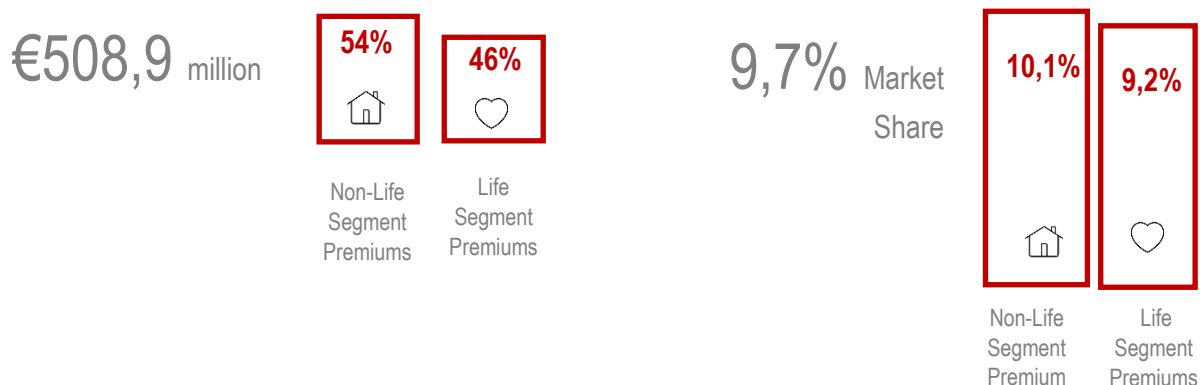 €508,9 million
54%
46%
Non-Life
Segment
Premiums
Life
Segment
Premiums
9,7% Market
Share
10,1%
9,2%
Non-Life
Segment
Premium
Life
Segment
Premiums